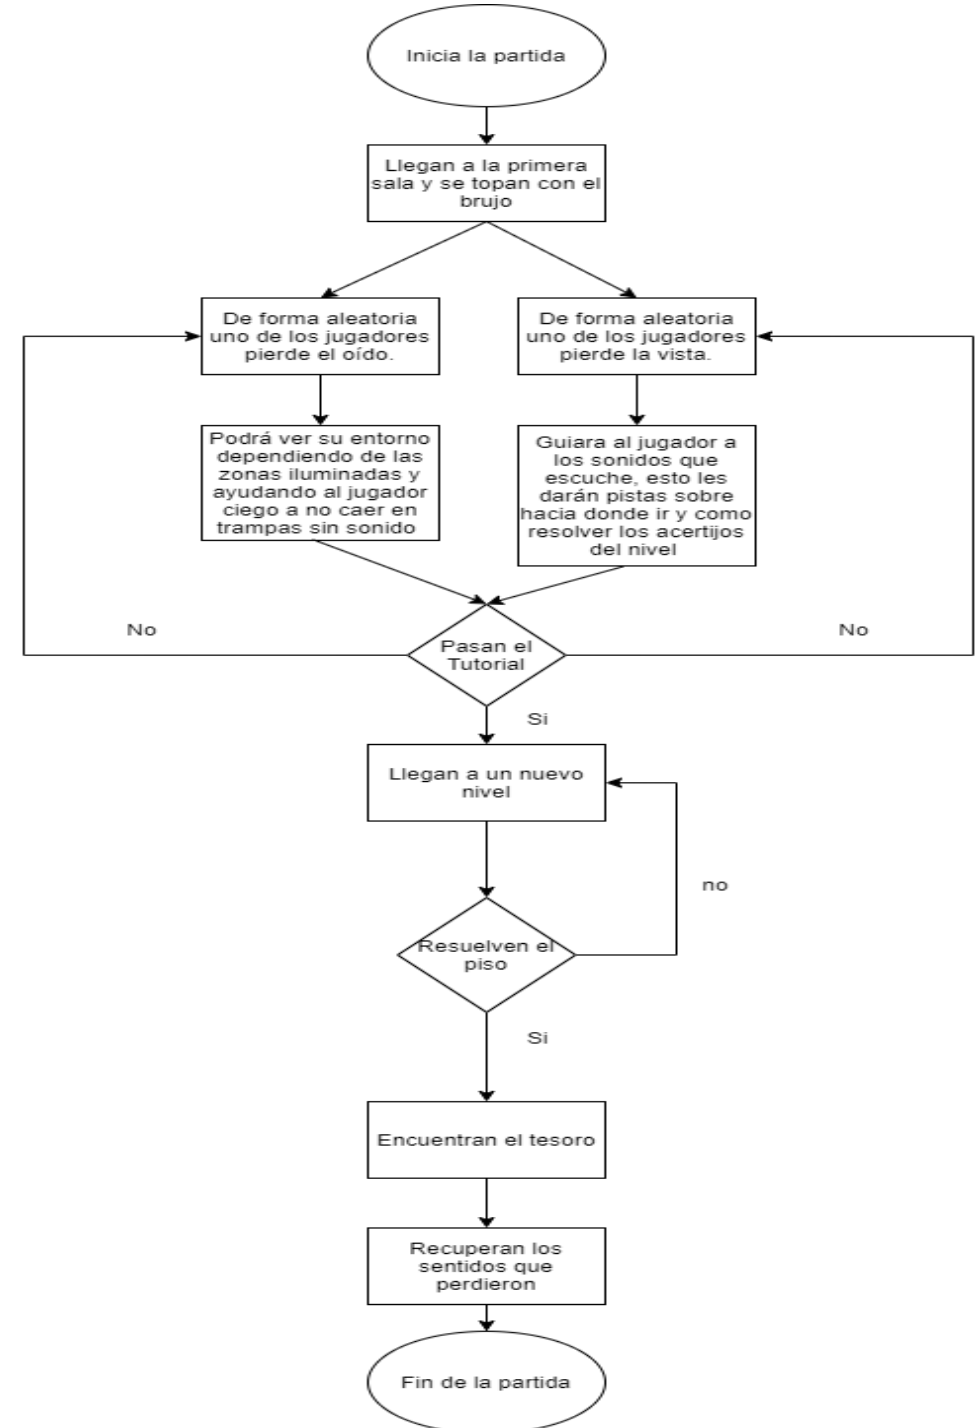 Inicia la partida
Llegan a la primera
sala y se topan con el
brujo
De forma aleatoria
uno de los jugadores
pierde el oído.
De forma aleatoria
uno de los jugadores
pierde la vista.
Podrá ver su entorno
dependiendo de las
zonas iluminadas y
ayudando al jugador
ciego a no caer en
trampas sin sonido
Guiara al jugador a
los sonidos que
escuche, esto les
darán pistas sobre
hacia donde ir y como
resolver los acertijos
del nivel
No
Pasan el
Tutorial
No
Si
Llegan a un nuevo
nivel
no
Resuelven el
piso
Si
Encuentran el tesoro
Recuperan los
sentidos que
perdieron
Fin de la partida